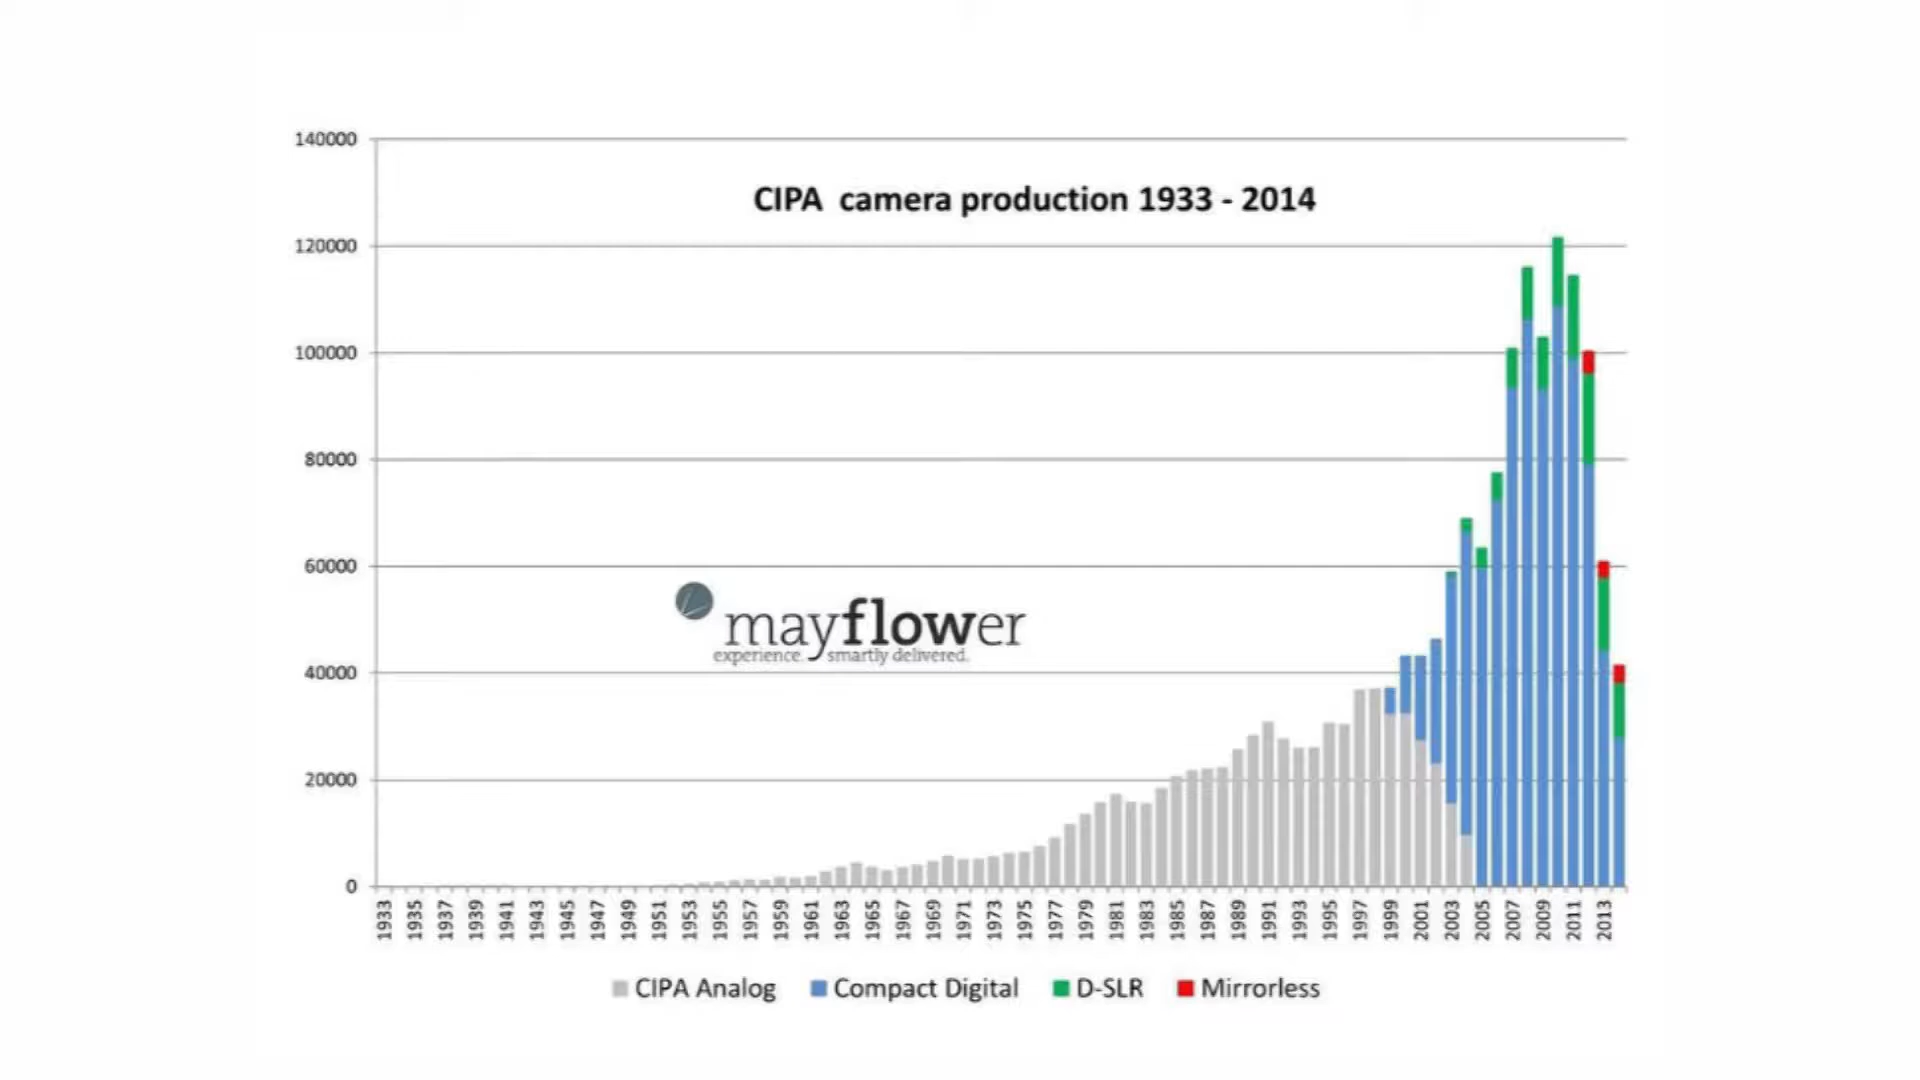 CIPA camera production 1933 - 2014
140000
120000
100000
80000
60000
40000
20000
0
mayflower
experience. smartly delivered.
1933 1935 1937 1939 1941 1943 1945 1947 1949 1951 1953 1955 1957 1959 1961 1963 1965 1967 1969 1971 1973 1975 1977 1979 1981 1983 1985 1987 1989 1991 1993 1995 1997 1999 2001 2003 2005 2007 2009 2011 2013
CIPA Analog Compact Digital D-SLR Mirrorless